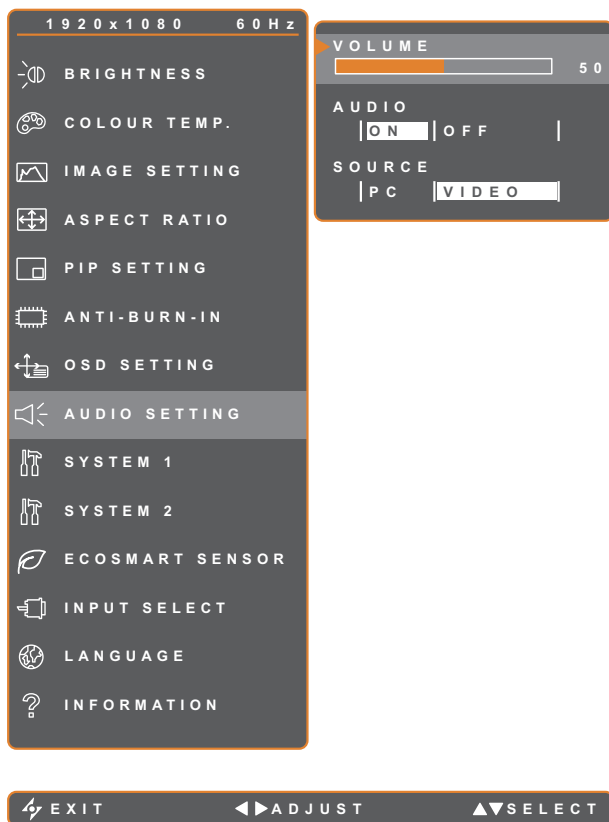 1920x1080 60Hz
BRIGHTNESS
COLOUR TEMP.
IMAGE SETTING
ASPECT RATIO
PIP SETTING
ANTI-BURN-IN
OSD SETTING
AUDIO SETTING
SYSTEM 1
SYSTEM 2
ECOSMART SENSOR
INPUT SELECT
LANGUAGE
INFORMATION
VOLUME
50
AUDIO
ON OFF
SOURCE
PC VIDEO
EXIT ADJUST SELECT